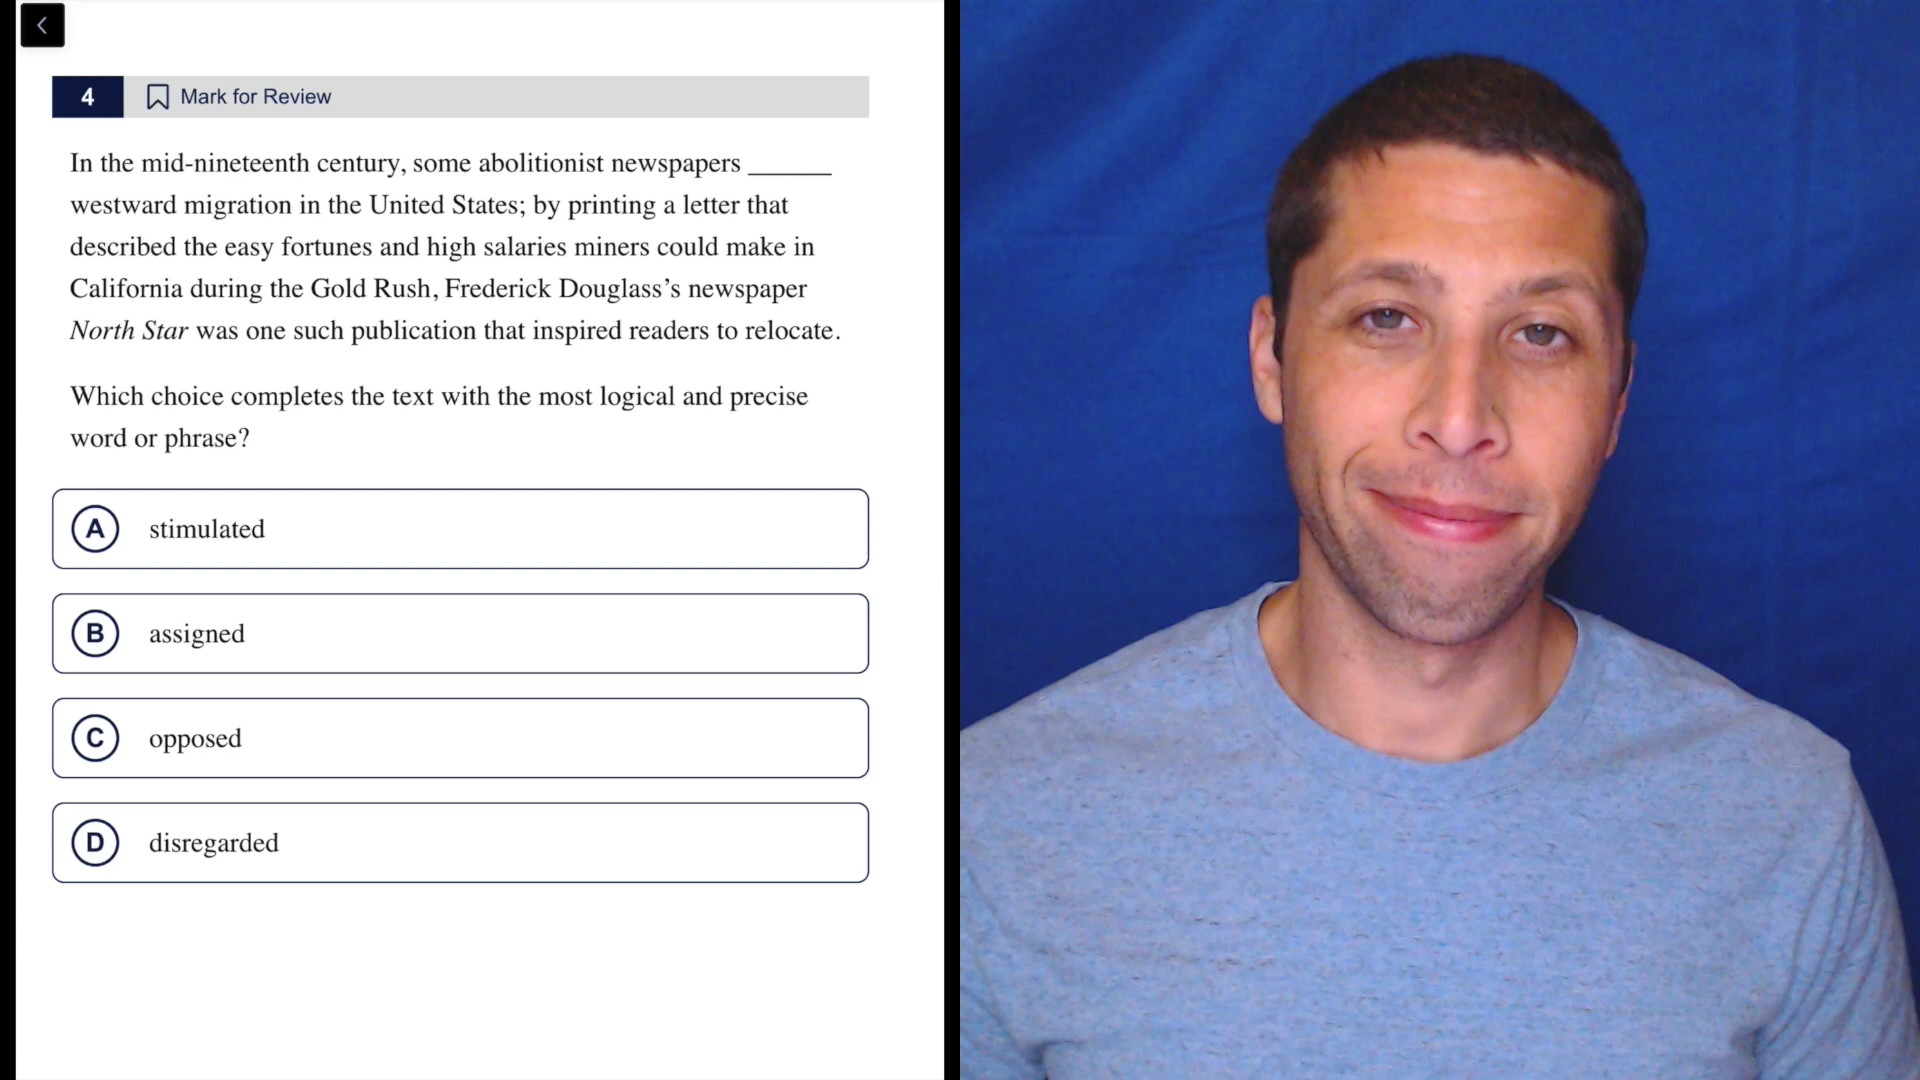 4 Mark for Review
In the mid-nineteenth century, some abolitionist newspapers ______
westward migration in the United States; by printing a letter that
described the easy fortunes and high salaries miners could make in
California during the Gold Rush, Frederick Douglass’s newspaper
North Star was one such publication that inspired readers to relocate.
Which choice completes the text with the most logical and precise
word or phrase?
A stimulated
B assigned
C opposed
D disregarded